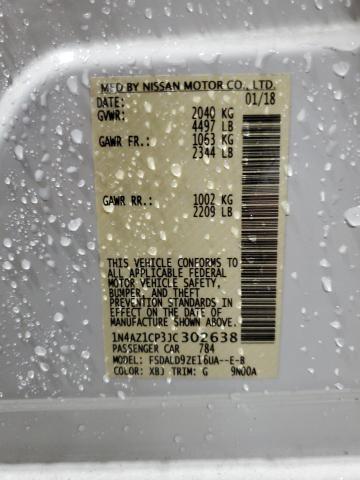 MFD BY NISSAN MOTOR CO., LTD.
DATE: 01/18
GVWR: 2040 KG
4497 LB
GAWR FR.: 1063 KG
2344 LB
GAWR RR.: 1002 KG
2209 LB
THIS VEHICLE CONFORMS TO
ALL APPLICABLE FEDERAL
MOTOR VEHICLE SAFETY,
BUMPER, AND THEFT
PREVENTION STANDARDS IN
EFFECT ON THE DATE OF
MANUFACTURE SHOWN ABOVE.
1N4AZ1CP3JC302638
PASSENGER CAR 784
MODEL: FSDALD9ZE16UA--E-B
COLOR: XBJ TRIM: G 9N00A